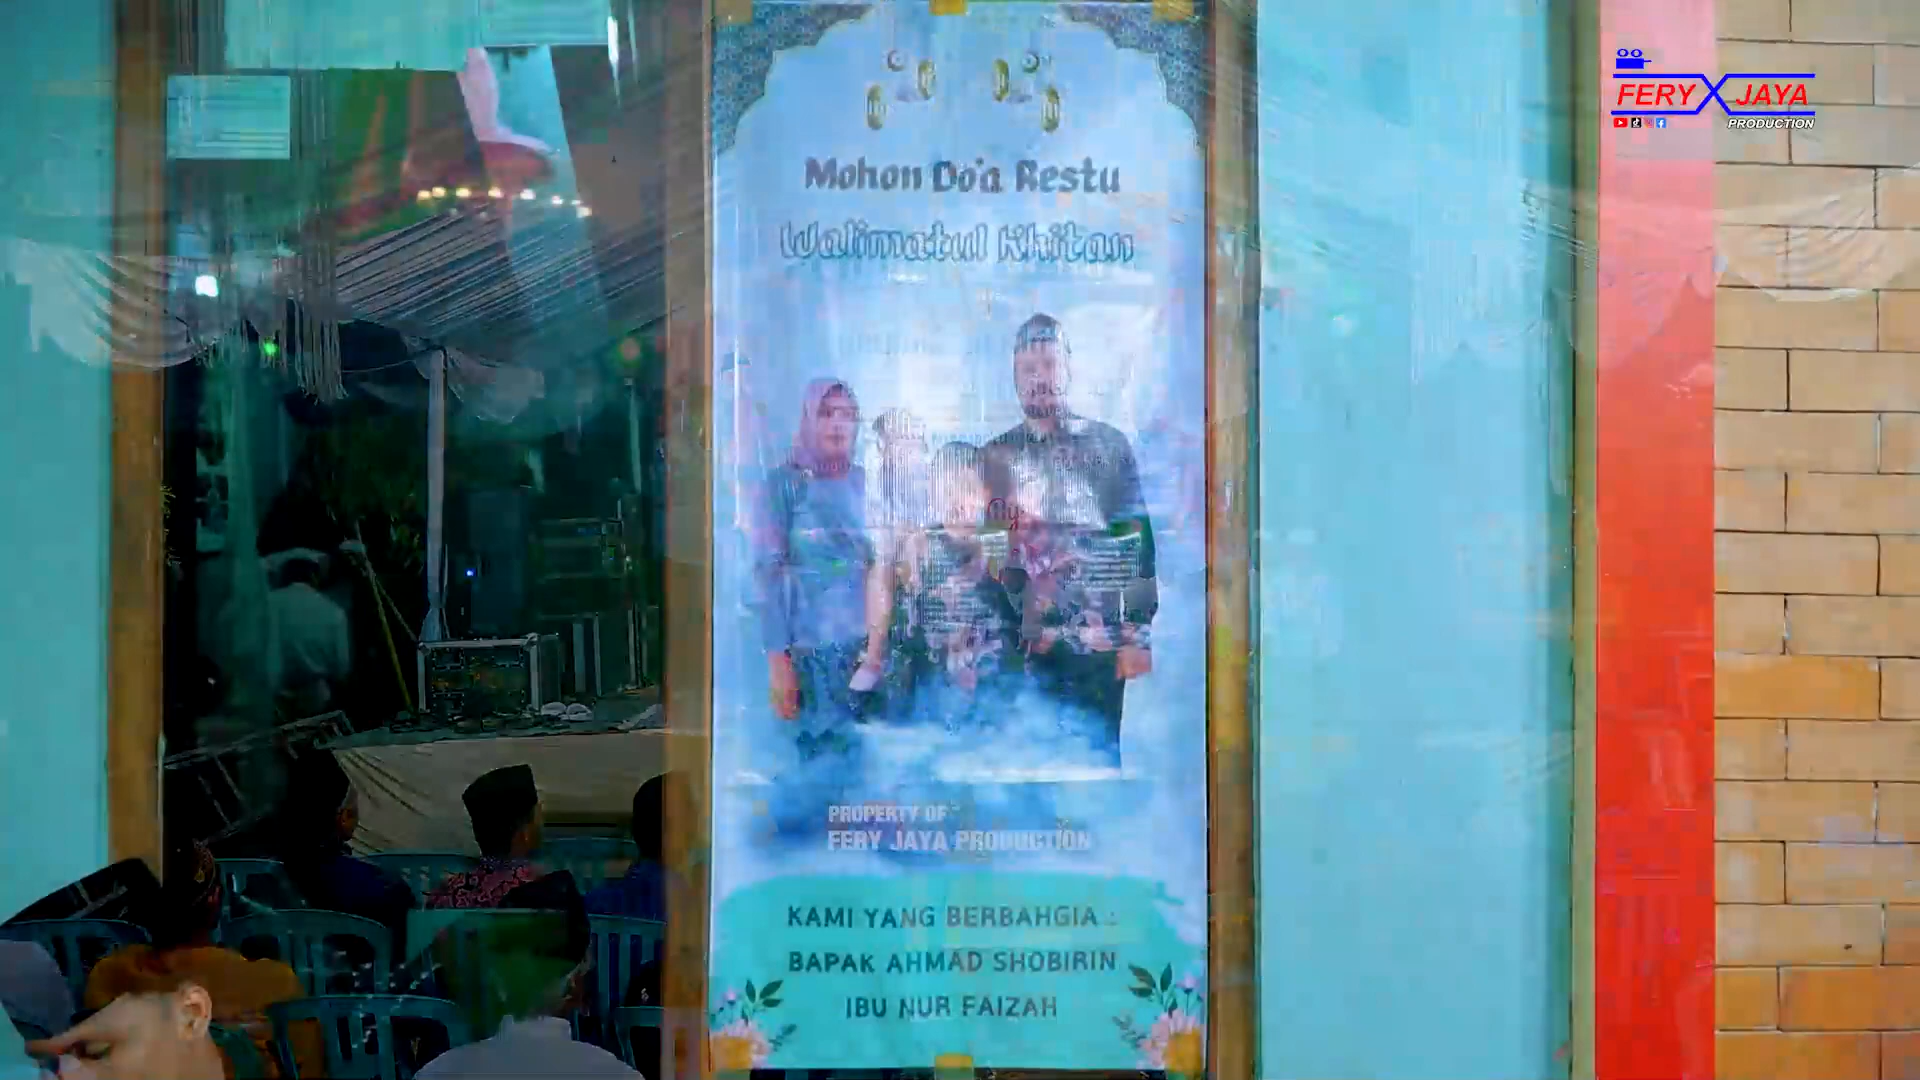 FERY JAYA
PRODUCTION
Mohon Do'a Restu
Walimatul Khitan
PROPERTY OF
FERY JAYA PRODUCTION
KAMI YANG BERBAHGIA :
BAPAK AHMAD SHOBIRIN
IBU NUR FAIZAH